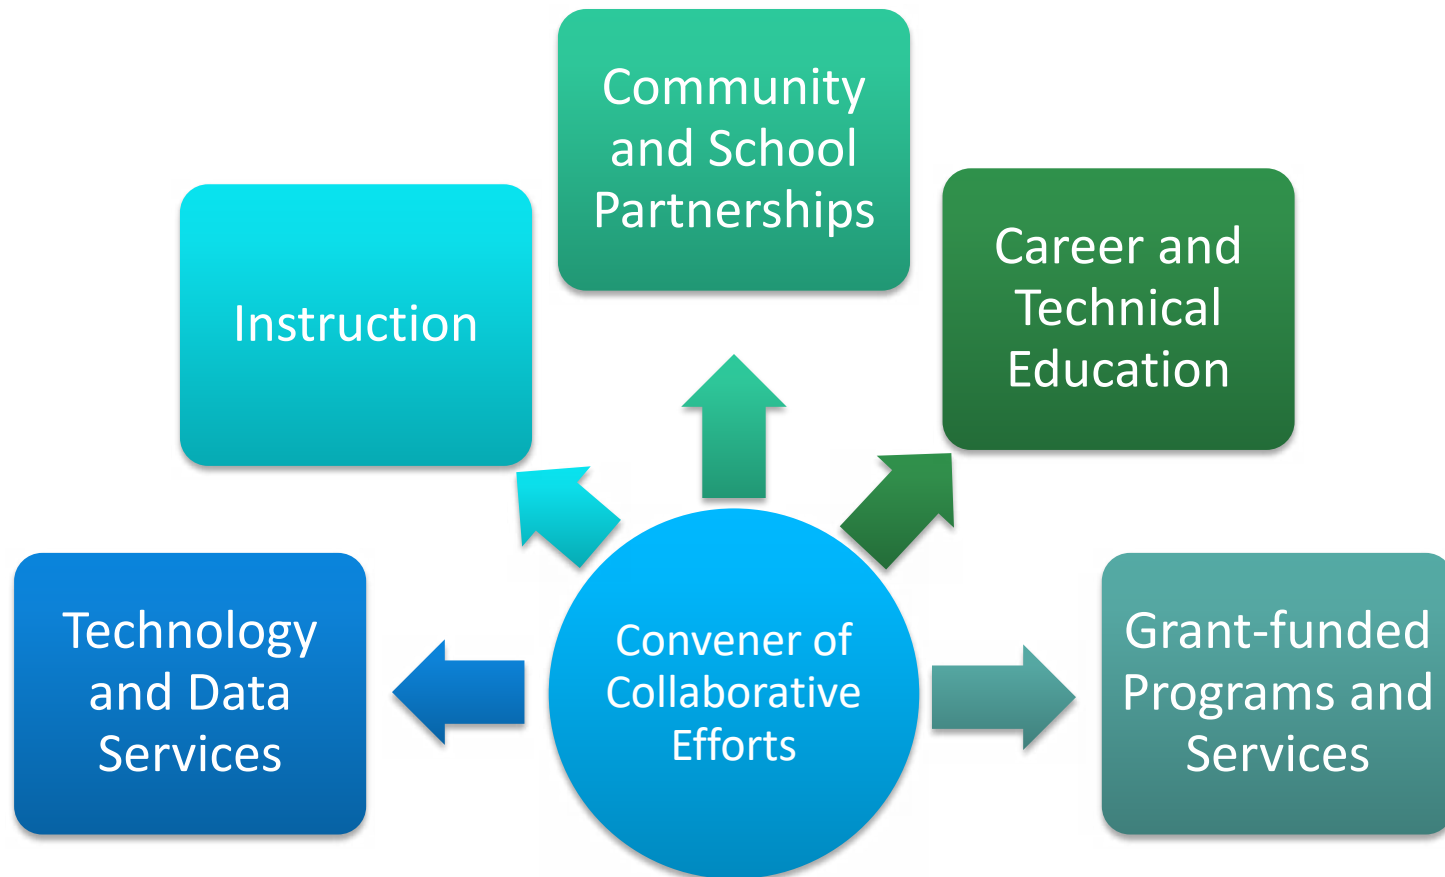 Community
and School
Partnerships
Instruction
Career and
Technical
Education
Technology
and Data
Services
Convener of
Collaborative
Efforts
Grant-funded
Programs and
Services